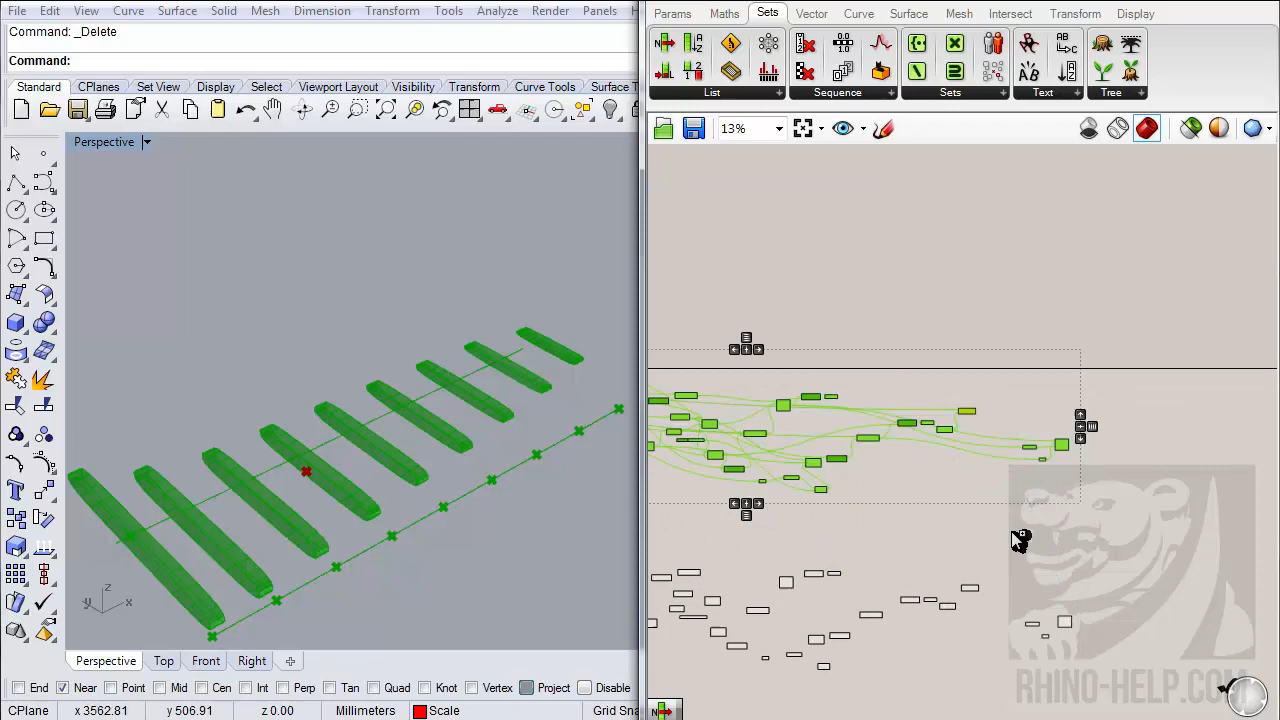 File Edit View Curve Surface Solid Mesh Dimension Transform Tools Analyze Render Panels
Command: _Delete
Command:
Standard CPlanes Set View Display Select Viewport Layout Visibility Transform Curve Tools Surface T
Perspective
z
y
x
Perspective Top Front Right
End Near Point Mid Cen Int Perp Tan Quad Knot Vertex Project Disable
CPlane x 3562.81 y 506.91 z 0.00 Millimeters Scale Grid Sna
Params Maths Sets Vector Curve Surface Mesh Intersect Transform Display
List Sequence Sets Text Tree
13%
RHINO-HELP.COM